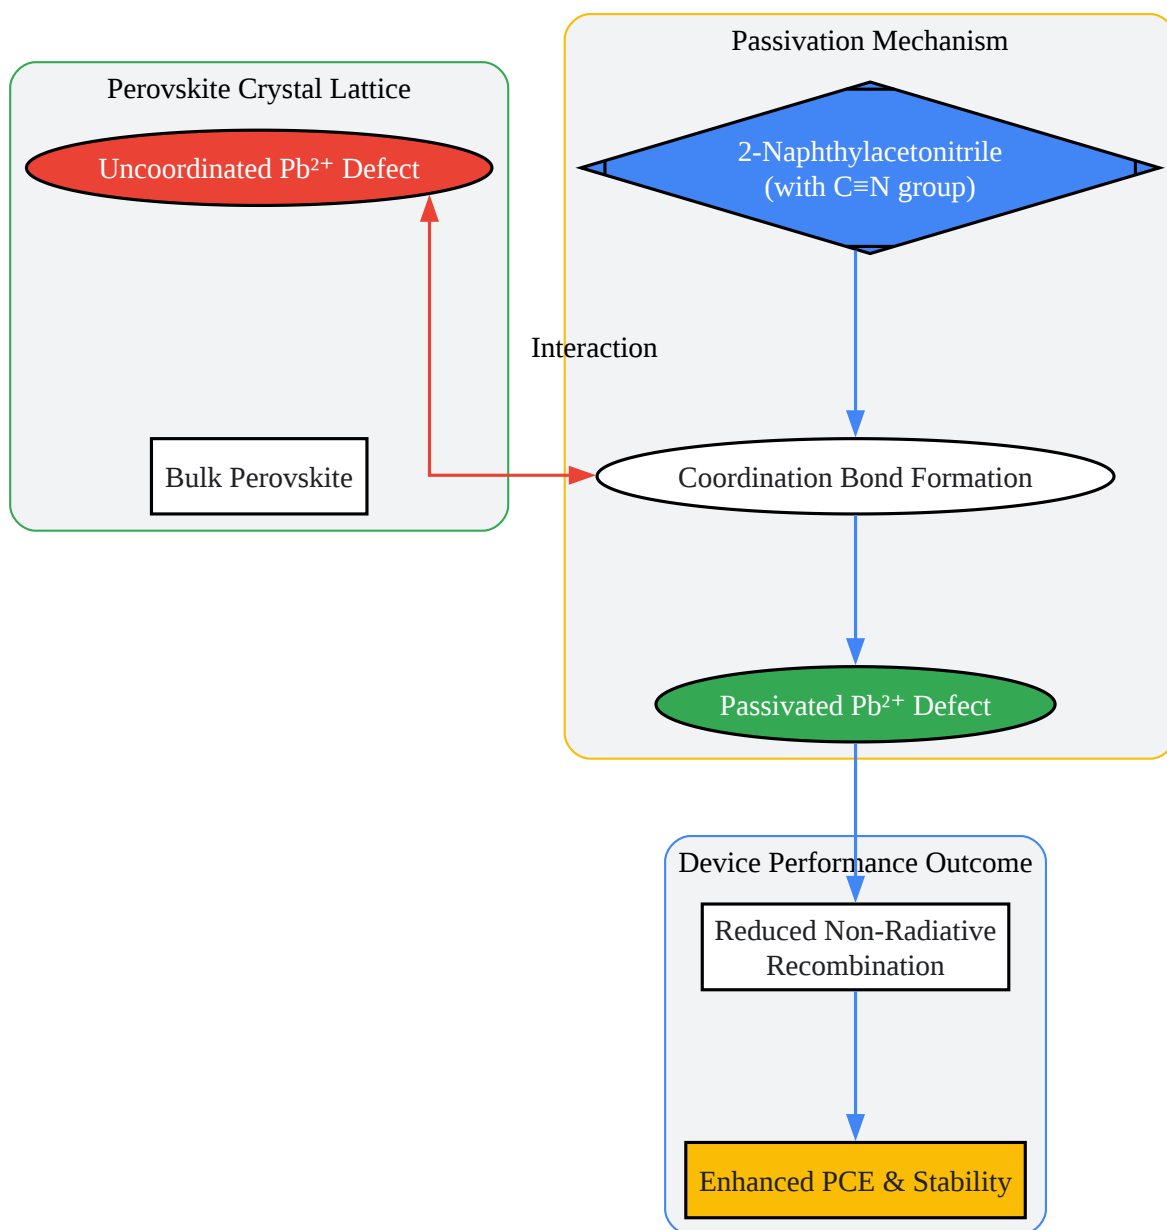 Perovskite Crystal Lattice
Uncoordinated Pb²⁺ Defect
Bulk Perovskite
Interaction
Passivation Mechanism
2-Naphthylacetonitrile
(with C≡N group)
Coordination Bond Formation
Passivated Pb²⁺ Defect
Device Performance Outcome
Reduced Non-Radiative
Recombination
Enhanced PCE & Stability